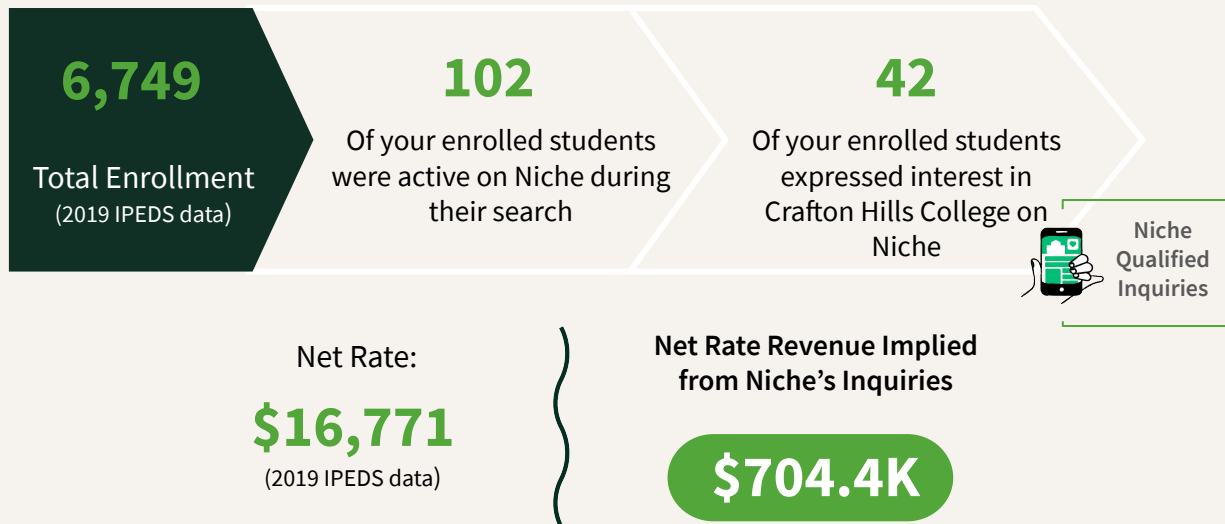 6,749
Total Enrollment
(2019 IPEDS data)
102
Of your enrolled students
were active on Niche during
their search
42
Of your enrolled students
expressed interest in
Crafton Hills College on
Niche
Niche
Qualified
Inquiries
Net Rate:
$16,771
(2019 IPEDS data)
Net Rate Revenue Implied
from Niche's Inquiries
$704.4K